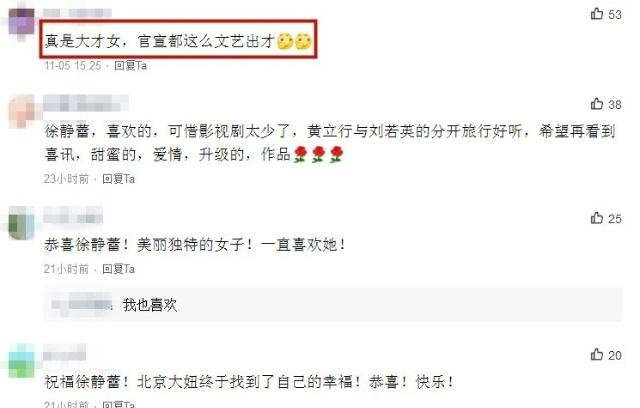 53
真是大才女，官宣都这么文艺出才
11-05 15:25 · 回复Ta
38
徐静蕾，喜欢的，可惜影视剧太少了，黄立行与刘若英的分开旅行好听，希望再看到
喜讯，甜蜜的，爱情，升级的，作品
23小时前 · 回复Ta
25
恭喜徐静蕾！美丽独特的女子！一直喜欢她！
21小时前 · 回复Ta
我也喜欢
20
祝福徐静蕾！北京大妞终于找到了自己的幸福！恭喜！快乐！
21小时前 · 回复Ta